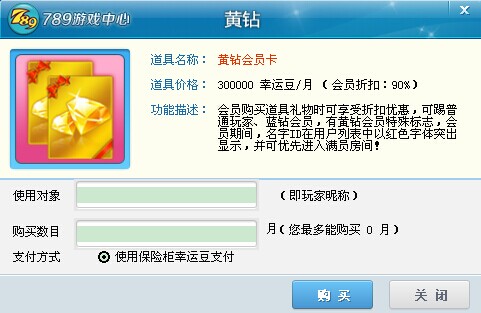 789游戏中心
黄钻
道具名称： 黄钻会员卡
道具价格： 300000 幸运豆/月 （ 会员折扣：90%）
功能描述： 会员购买道具礼物时可享受折扣优惠，可踢普
通玩家、蓝钻会员，有黄钻会员特殊标志，会
员期间，名字ID在用户列表中以红色字体突出
显示，并可优先进入满员房间！
使用对象 （即玩家昵称）
购买数目 月(您最多能购买 0 月)
支付方式 使用保险柜幸运豆支付
购 买 关 闭